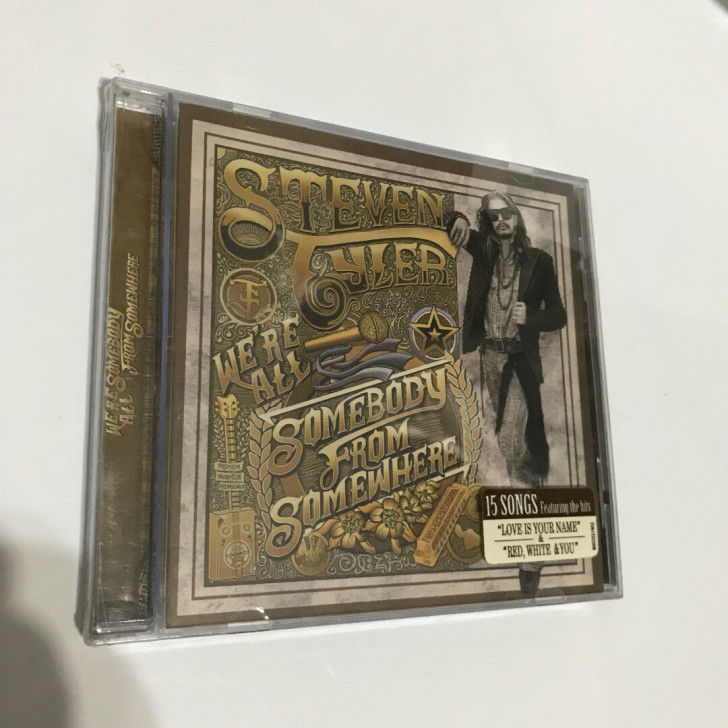 STEVEN
TYLER
WE'RE
ALL
SOMEBODY
FROM
SOMEWHERE
15 SONGS Featuring the hits
"LOVE IS YOUR NAME"
&
"RED, WHITE & YOU"
WE'RE SOMEBODY
ALL FROM SOMEWHERE